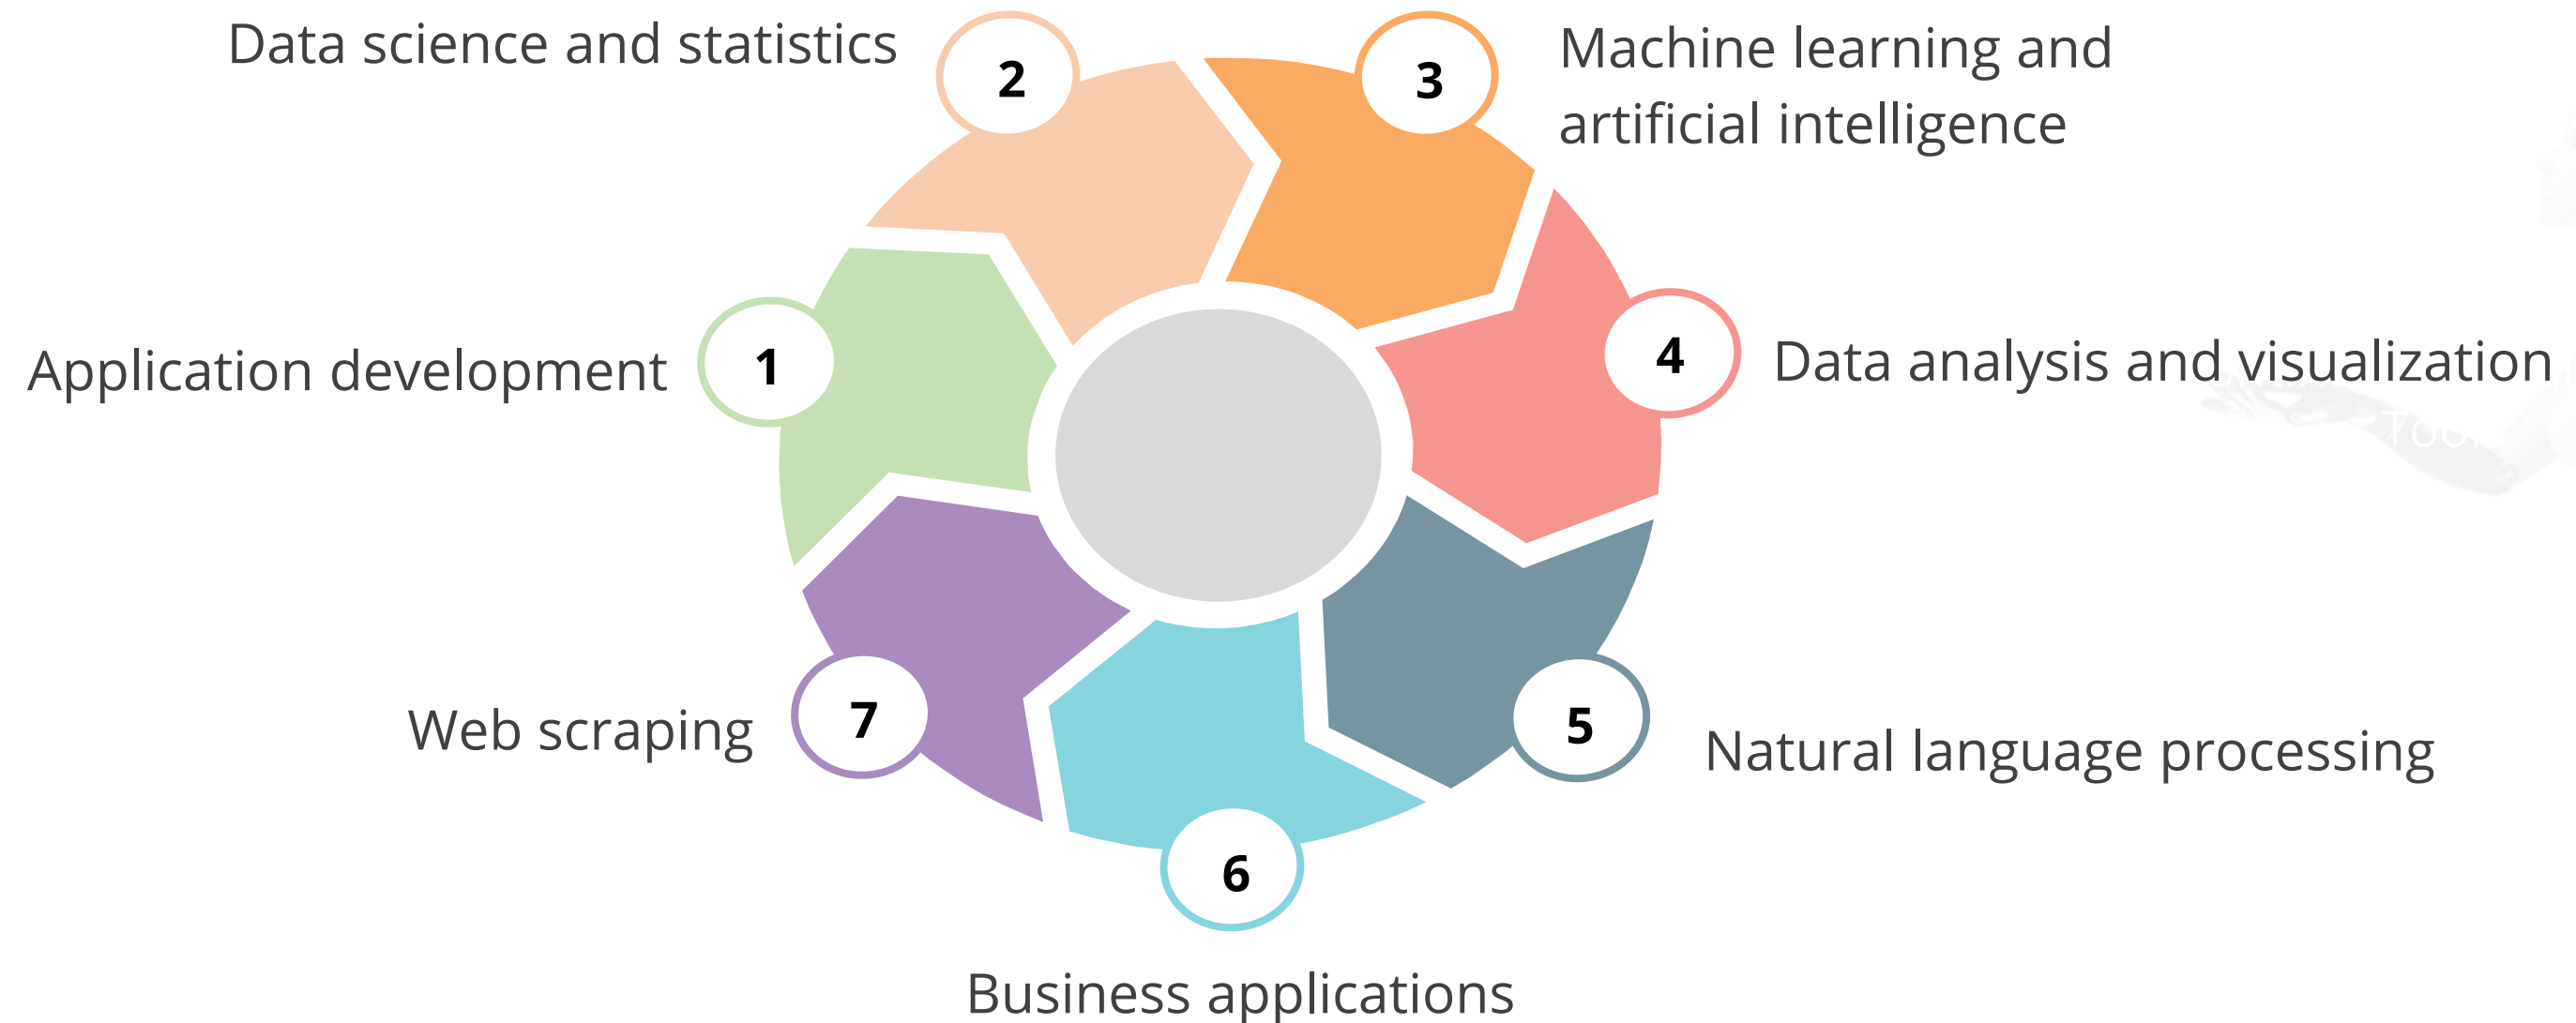 Data science and statistics
2
3
Machine learning and
artificial intelligence
1
Application development
4
Data analysis and visualization
7
Web scraping
5
Natural language processing
6
Business applications